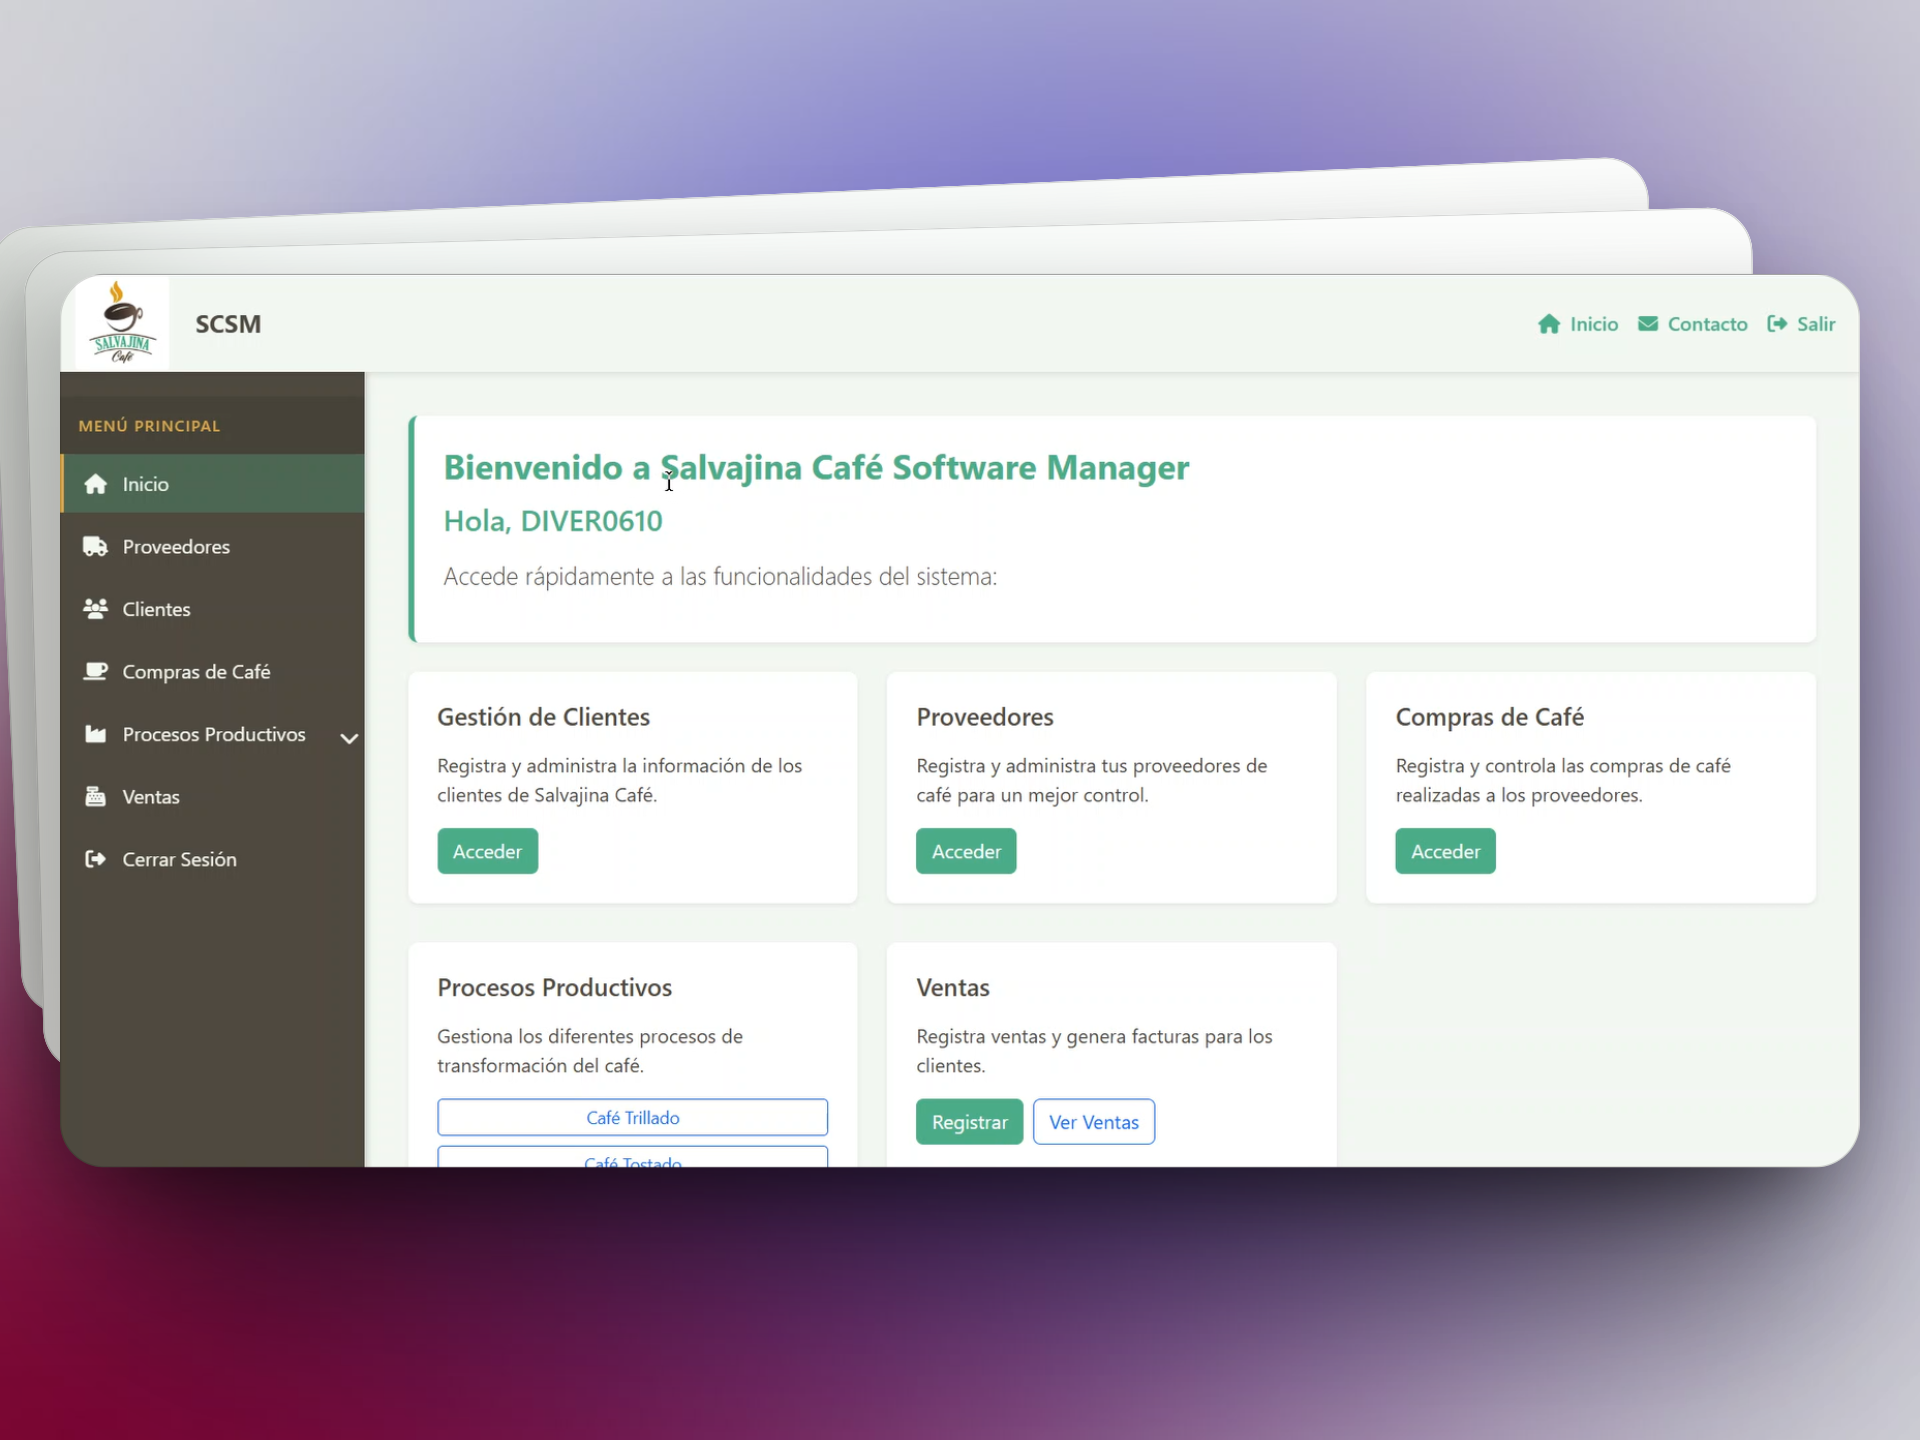 SALVAJINA
Café
SCSM
Inicio
Contacto
Salir
MENÚ PRINCIPAL
Inicio
Proveedores
Clientes
Compras de Café
Procesos Productivos
Ventas
Cerrar Sesión
Bienvenido a Salvajina Café Software Manager
Hola, DIVER0610
Accede rápidamente a las funcionalidades del sistema:
Gestión de Clientes
Registra y administra la información de los
clientes de Salvajina Café.
Acceder
Proveedores
Registra y administra tus proveedores de
café para un mejor control.
Acceder
Compras de Café
Registra y controla las compras de café
realizadas a los proveedores.
Acceder
Procesos Productivos
Gestiona los diferentes procesos de
transformación del café.
Café Trillado
Café Tostado
Ventas
Registra ventas y genera facturas para los
clientes.
Registrar
Ver Ventas